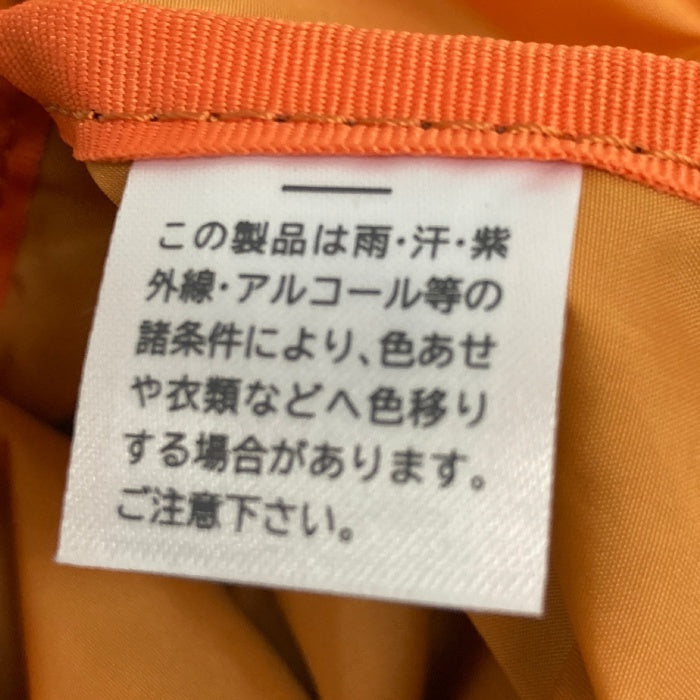 この製品は雨・汗・紫
外線・アルコール等の
諸条件により、色あせ
や衣類などへ色移り
する場合があります。
ご注意下さい。